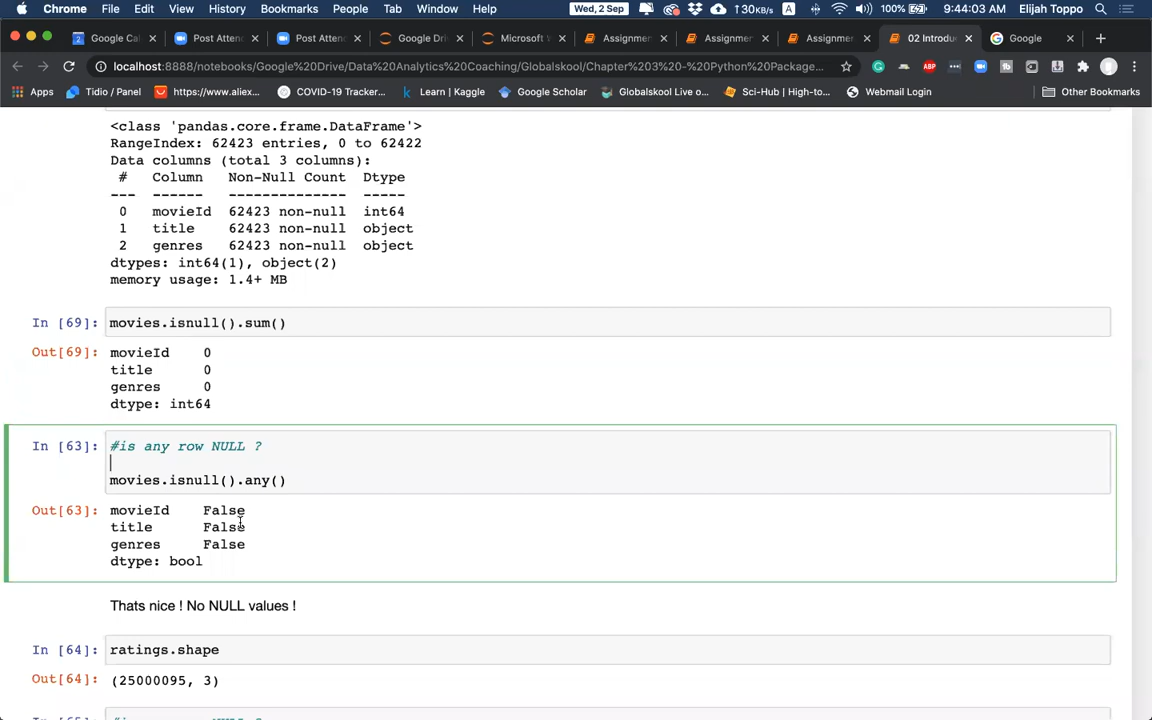 Chrome File Edit View History Bookmarks People Tab Window Help Wed, 2 Sep 30KB/s A 100% 9:44:03 AM Elijah Toppo
Google Ca Post Atten Post Atten Google Dri Microsoft Assignmen Assignmen Assignmen 02 Introdu Google
localhost:8888/notebooks/Google%20Drive/Data%20Analytics%20Coaching/Globalskool/Chapter%203%20-%20Python%20Package...
Apps Tidio / Panel https://www.aliex... COVID-19 Tracker... Learn | Kaggle Google Scholar Globalskool Live o... Sci-Hub | High-to... Webmail Login Other Bookmarks
<class 'pandas.core.frame.DataFrame'>
RangeIndex: 62423 entries, 0 to 62422
Data columns (total 3 columns):
# Column Non-Null Count Dtype
--- ------ -------------- -----
0 movieId 62423 non-null int64
1 title 62423 non-null object
2 genres 62423 non-null object
dtypes: int64(1), object(2)
memory usage: 1.4+ MB
In [69]: movies.isnull().sum()
Out[69]: movieId 0
title 0
genres 0
dtype: int64
In [63]: #is any row NULL ?
movies.isnull().any()
Out[63]: movieId False
title False
genres False
dtype: bool
Thats nice ! No NULL values !
In [64]: ratings.shape
Out[64]: (25000095, 3)